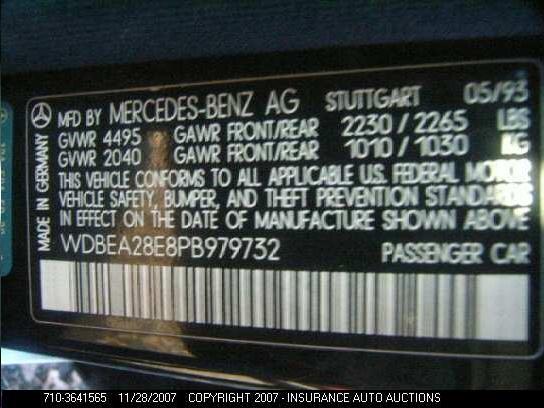 MFD BY MERCEDES-BENZ AG STUTTGART 05/93
GVWR 4495 GAWR FRONT/REAR 2230 / 2265 LBS
GVWR 2040 GAWR FRONT/REAR 1010 / 1030 KG
THIS VEHICLE CONFORMS TO ALL U.S. FEDERAL MOTOR
VEHICLE SAFETY, BUMPER, AND THEFT PREVENTION STANDARDS
IN EFFECT ON THE DATE OF MANUFACTURE SHOWN ABOVE
WDBEA28E8PB979732 PASSENGER CAR
MADE IN GERMANY
710-3641565 11/28/2007 COPYRIGHT 2007 - INSURANCE AUTO AUCTIONS